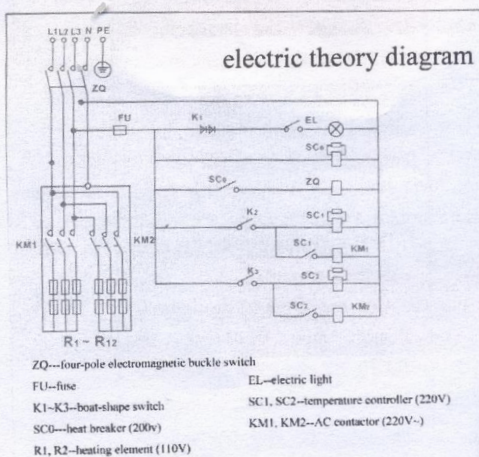 L1 L2 L3 N PE
electric theory diagram
ZQ
FU
K1
EL
SC0
SC0
ZQ
K2
SC1
KM1
KM2
SC1
KM1
K3
SC2
SC2
KM2
R1 ~ R12
ZQ---four-pole electromagnetic buckle switch
FU--fuse
EL--electric light
K1~K3--boat-shape switch
SC1, SC2--temperature controller (220V)
SC0---heat breaker (200v)
KM1, KM2--AC contactor (220V~)
R1, R2--heating element (110V)